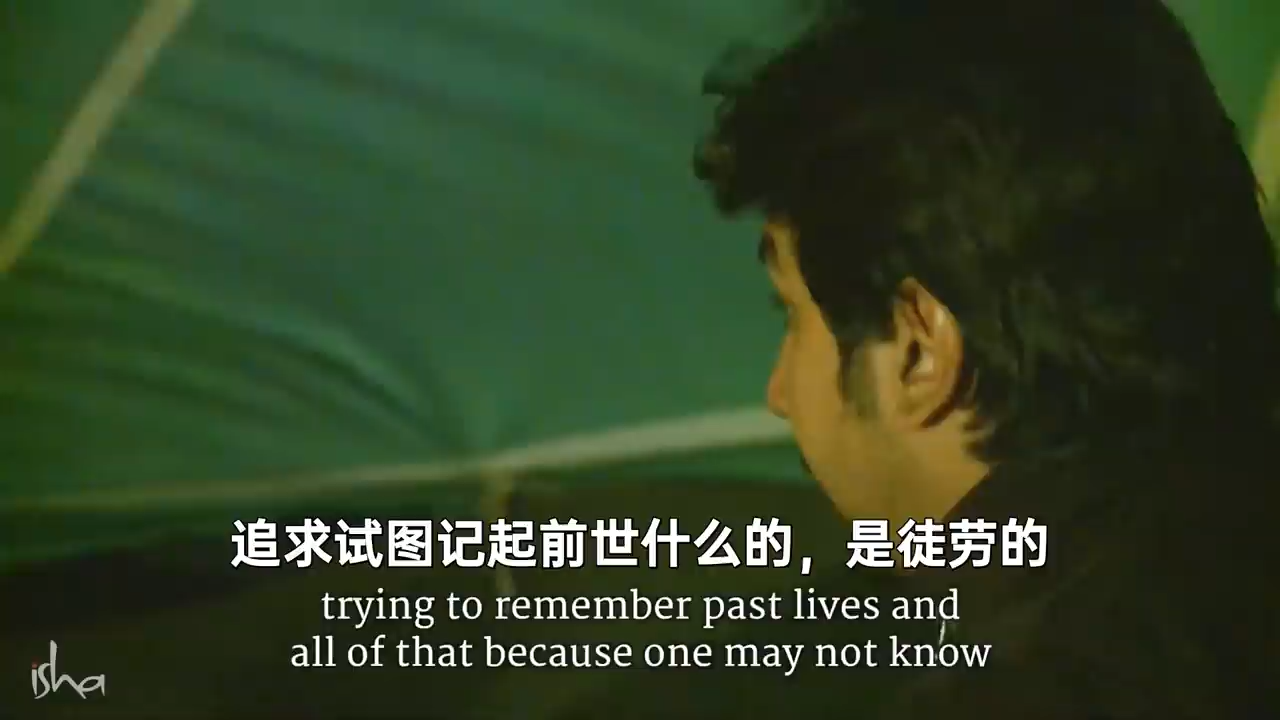 追求试图记起前世什么的，是徒劳的
trying to remember past lives and
all of that because one may not know
isha